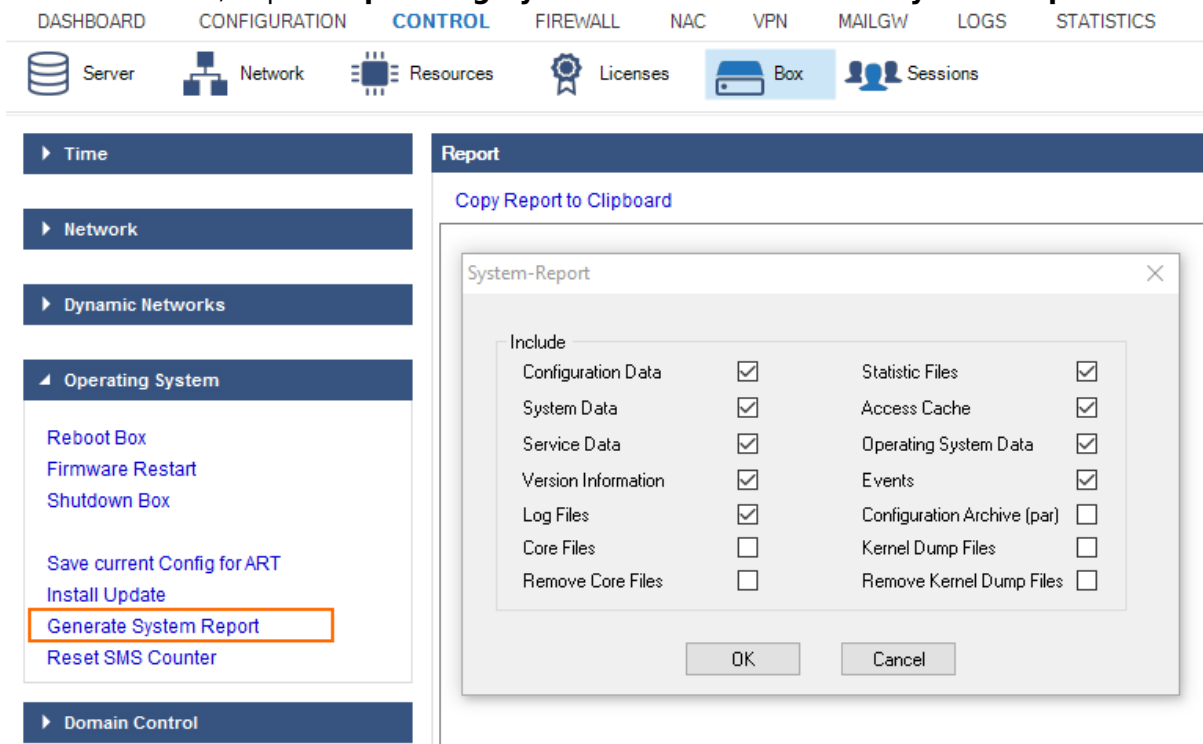 DASHBOARD CONFIGURATION CONTROL FIREWALL NAC VPN MAILGW LOGS STATISTICS
Server Network Resources Licenses Box Sessions
Time
Network
Dynamic Networks
Operating System
Reboot Box
Firmware Restart
Shutdown Box
Save current Config for ART
Install Update
Generate System Report
Reset SMS Counter
Domain Control
Report
Copy Report to Clipboard
System-Report
Include
Configuration Data Statistic Files
System Data Access Cache
Service Data Operating System Data
Version Information Events
Log Files Configuration Archive (par)
Core Files Kernel Dump Files
Remove Core Files Remove Kernel Dump Files
OK Cancel